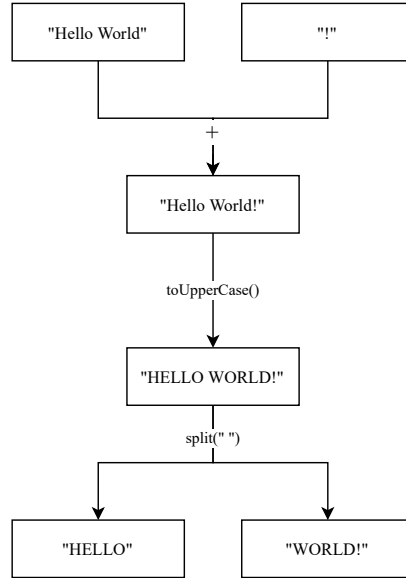 "Hello World"
"!"
+
"Hello World!"
toUpperCase()
"HELLO WORLD!"
split(" ")
"HELLO"
"WORLD!"